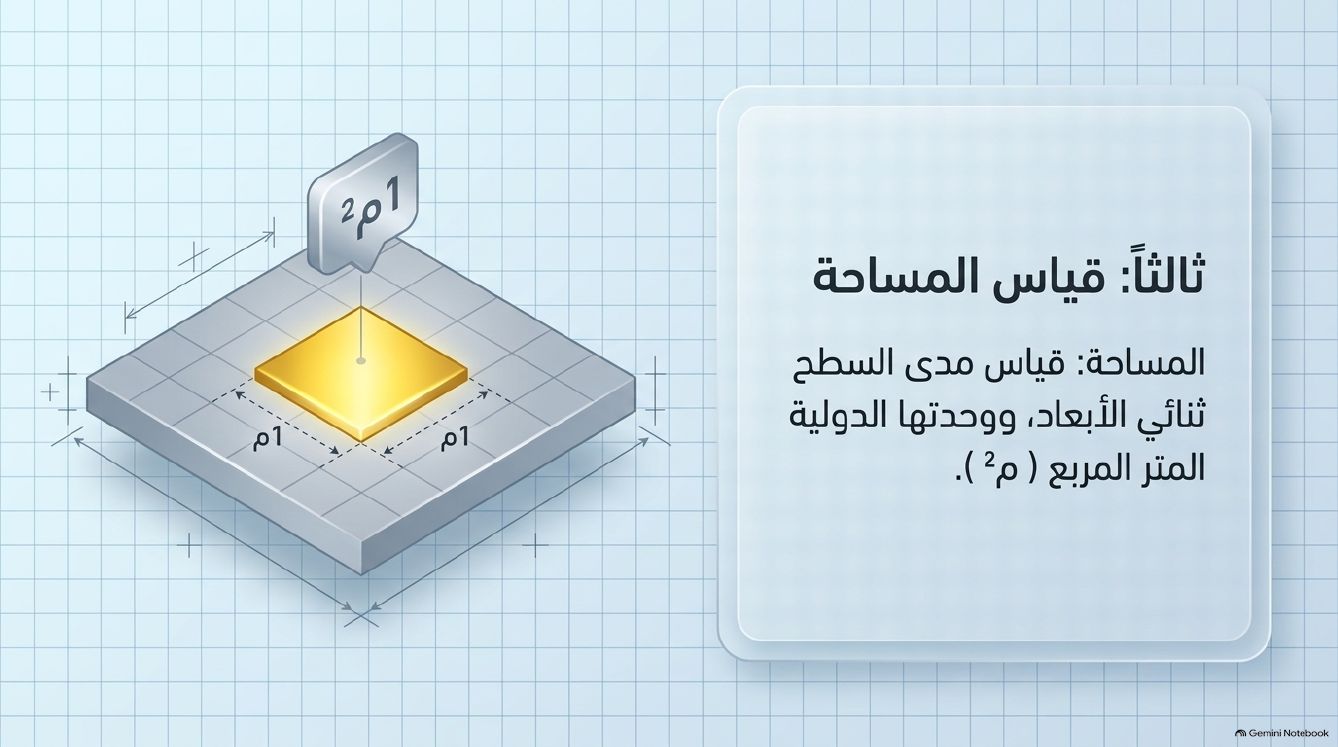 ثالثاً: قياس المساحة
المساحة: قياس مدى السطح
ثنائي الأبعاد، ووحدتها الدولية
المتر المربع ( م² ).
1م²
1م
1م
Gemini Notebook